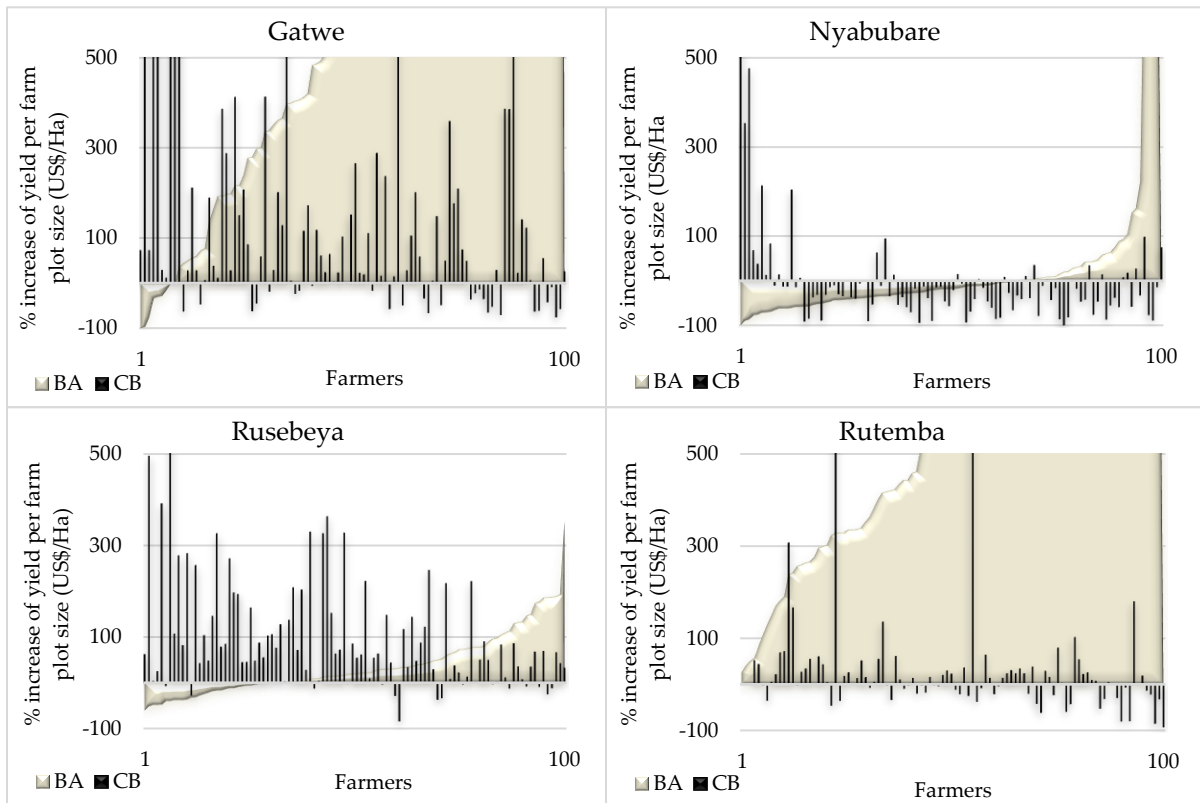 Gatwe
% increase of yield per farm
plot size (US$/Ha)
500
300
100
-100
1
100
Farmers
BA CB
Nyabubare
% increase of yield per farm
plot size (US$/Ha
500
300
100
-100
1
100
Farmers
BA CB
Rusebeya
% increase of yield per farm
plot size (US$/Ha)
500
300
100
-100
1
100
Farmers
BA CB
Rutemba
% increase of yield per farm
plot size (US$/Ha)
500
300
100
-100
1
100
Farmers
BA CB